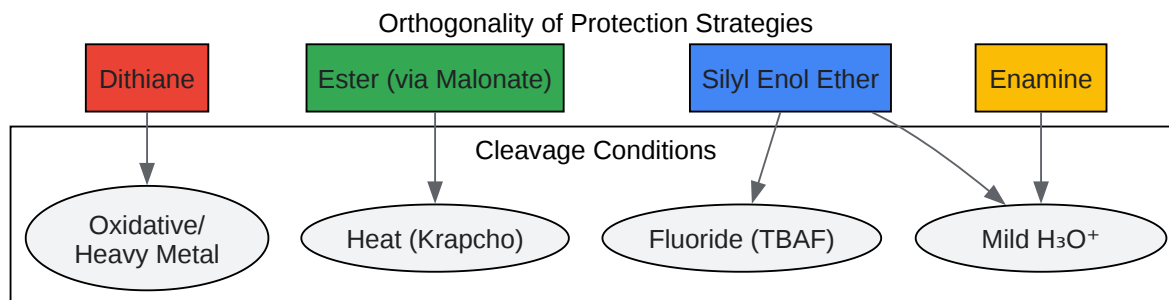 Orthogonality of Protection Strategies
Dithiane
Ester (via Malonate)
Silyl Enol Ether
Enamine
Cleavage Conditions
Oxidative/
Heavy Metal
Heat (Krapcho)
Fluoride (TBAF)
Mild H₃O⁺